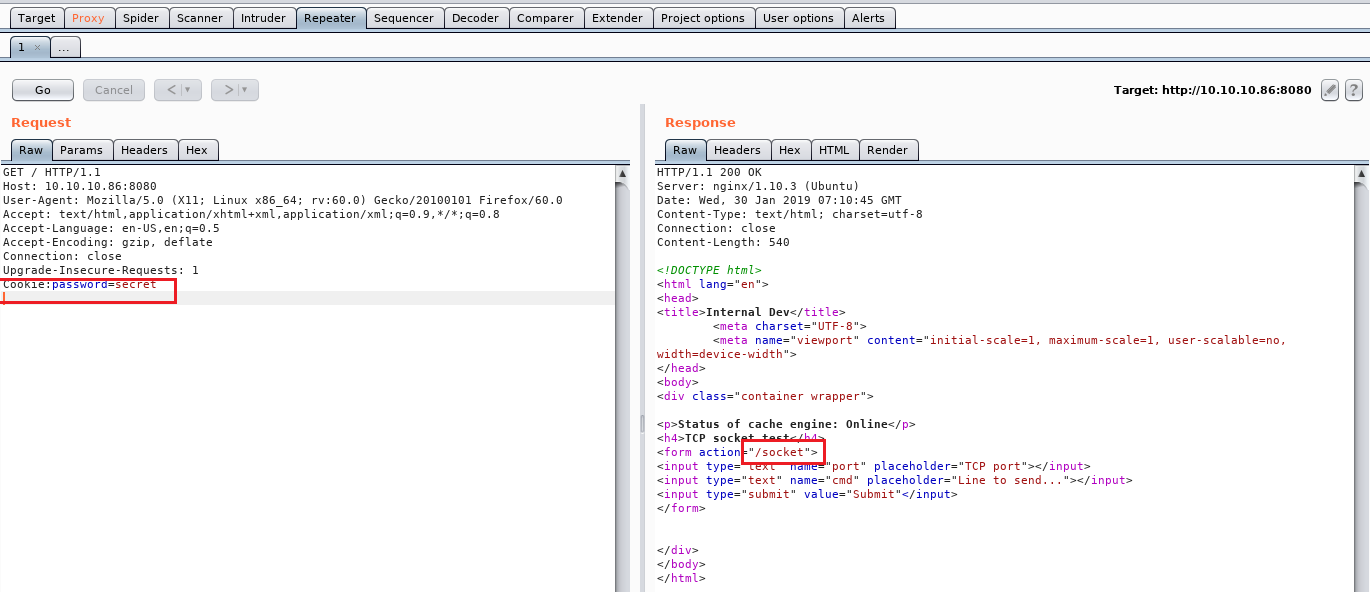 Target Proxy Spider Scanner Intruder Repeater Sequencer Decoder Comparer Extender Project options User options Alerts
1 × ...
Go Cancel < > Target: http://10.10.10.86:8080 ?
Request
Raw Params Headers Hex
GET / HTTP/1.1
Host: 10.10.10.86:8080
User-Agent: Mozilla/5.0 (X11; Linux x86_64; rv:60.0) Gecko/20100101 Firefox/60.0
Accept: text/html,application/xhtml+xml,application/xml;q=0.9,*/*;q=0.8
Accept-Language: en-US,en;q=0.5
Accept-Encoding: gzip, deflate
Connection: close
Upgrade-Insecure-Requests: 1
Cookie:password=secret
Response
Raw Headers Hex HTML Render
HTTP/1.1 200 OK
Server: nginx/1.10.3 (Ubuntu)
Date: Wed, 30 Jan 2019 07:10:45 GMT
Content-Type: text/html; charset=utf-8
Connection: close
Content-Length: 540
<!DOCTYPE html>
<html lang="en">
<head>
<title>Internal Dev</title>
<meta charset="UTF-8">
<meta name="viewport" content="initial-scale=1, maximum-scale=1, user-scalable=no,
width=device-width">
</head>
<body>
<div class="container wrapper">
<p>Status of cache engine: Online</p>
<h4>TCP socket test</h4>
<form action="/socket">
<input type="text" name="port" placeholder="TCP port"></input>
<input type="text" name="cmd" placeholder="Line to send..."></input>
<input type="submit" value="Submit"</input>
</form>
</div>
</body>
</html>